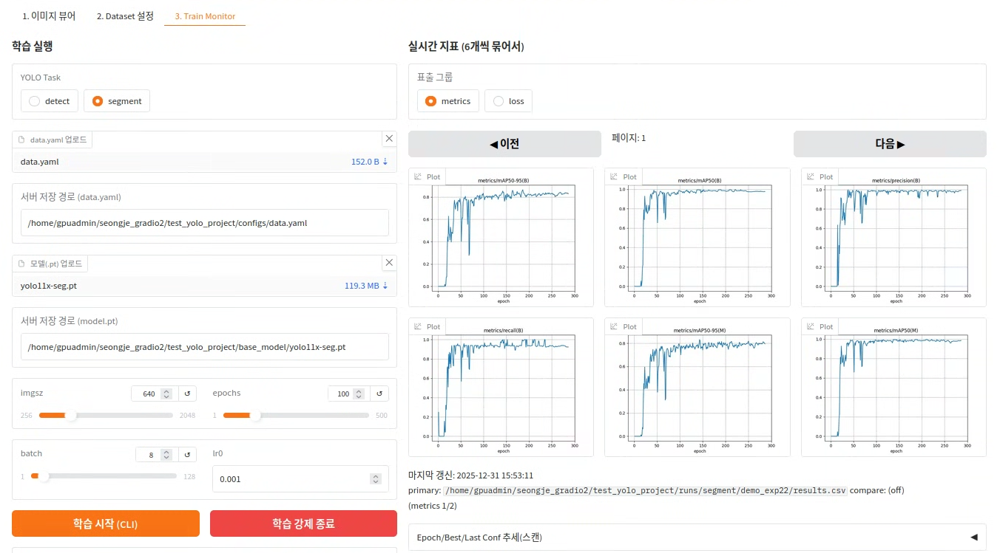 1. 이미지 뷰어 2. Dataset 설정 3. Train Monitor
학습 실행
YOLO Task
detect segment
data.yaml 업로드
data.yaml 152.0 B ↓
서버 저장 경로 (data.yaml)
/home/gpuadmin/seongje_gradio2/test_yolo_project/configs/data.yaml
모델(.pt) 업로드
yolo11x-seg.pt 119.3 MB ↓
서버 저장 경로 (model.pt)
/home/gpuadmin/seongje_gradio2/test_yolo_project/base_model/yolo11x-seg.pt
imgsz 640 ↺ epochs 100 ↺
256 2048 1 500
batch 8 ↺ lr0
1 128 0.001
학습 시작 (CLI) 학습 강제 종료
실시간 지표 (6개씩 묶어서)
표출 그룹
metrics loss
◀ 이전 페이지: 1 다음 ▶
Plot
metrics/mAP50-95(B)
0.8
0.6
0.4
0.2
0.0
0 50 100 150 200 250 300
epoch
Plot
metrics/mAP50(B)
1.0
0.8
0.6
0.4
0.2
0.0
0 50 100 150 200 250 300
epoch
Plot
metrics/precision(B)
1.0
0.8
0.6
0.4
0.2
0.0
0 50 100 150 200 250 300
epoch
Plot
metrics/recall(B)
1.0
0.8
0.6
0.4
0.2
0.0
0 50 100 150 200 250 300
epoch
Plot
metrics/mAP50-95(M)
0.8
0.6
0.4
0.2
0.0
0 50 100 150 200 250 300
epoch
Plot
metrics/mAP50(M)
1.0
0.8
0.6
0.4
0.2
0.0
0 50 100 150 200 250 300
epoch
마지막 갱신: 2025-12-31 15:53:11
primary: /home/gpuadmin/seongje_gradio2/test_yolo_project/runs/segment/demo_exp22/results.csv compare: (off)
(metrics 1/2)
Epoch/Best/Last Conf 추세(스캔) ◀